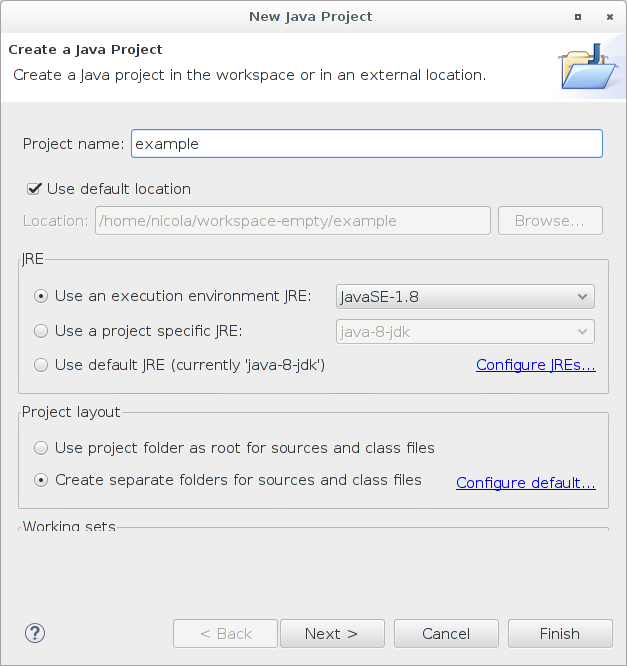 New Java Project
Create a Java Project
Create a Java project in the workspace or in an external location.
Project name: example
Use default location
Location: /home/nicola/workspace-empty/example Browse...
JRE
Use an execution environment JRE: JavaSE-1.8
Use a project specific JRE: java-8-jdk
Use default JRE (currently 'java-8-jdk') Configure JREs...
Project layout
Use project folder as root for sources and class files
Create separate folders for sources and class files Configure default...
Working sets
< Back Next > Cancel Finish